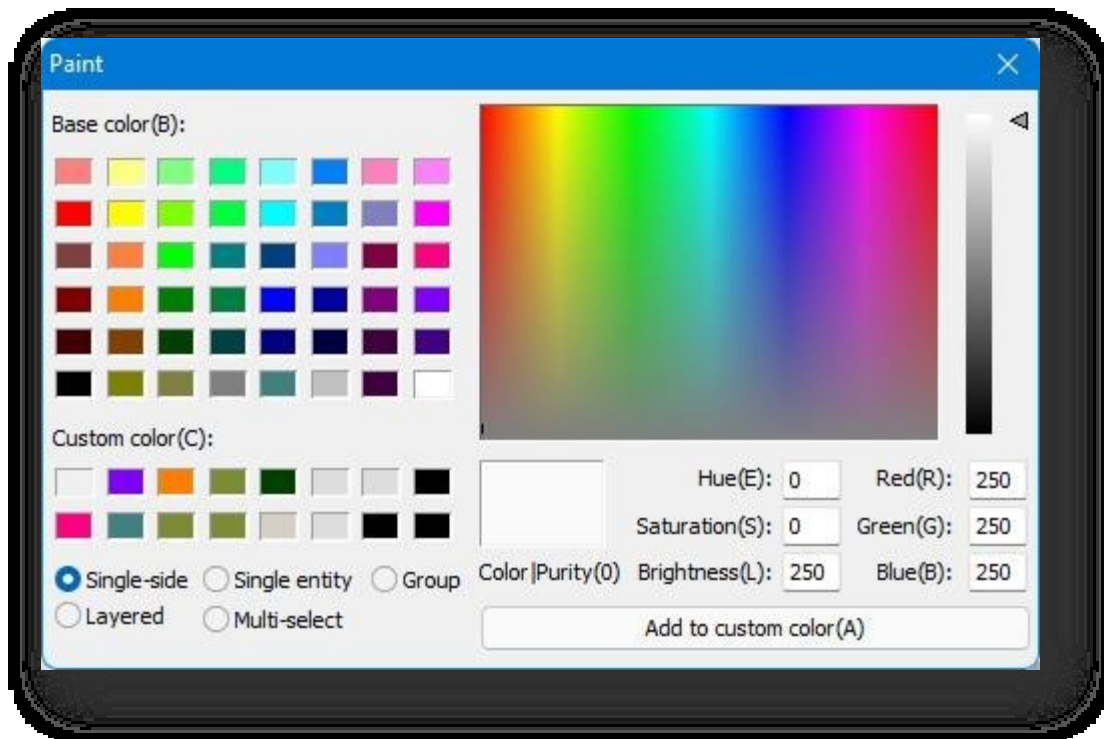 Paint
Base color(B):
Custom color(C):
Single-side Single entity Group
Layered Multi-select
Hue(E): 0 Red(R): 250
Saturation(S): 0 Green(G): 250
Color|Purity(0) Brightness(L): 250 Blue(B): 250
Add to custom color(A)